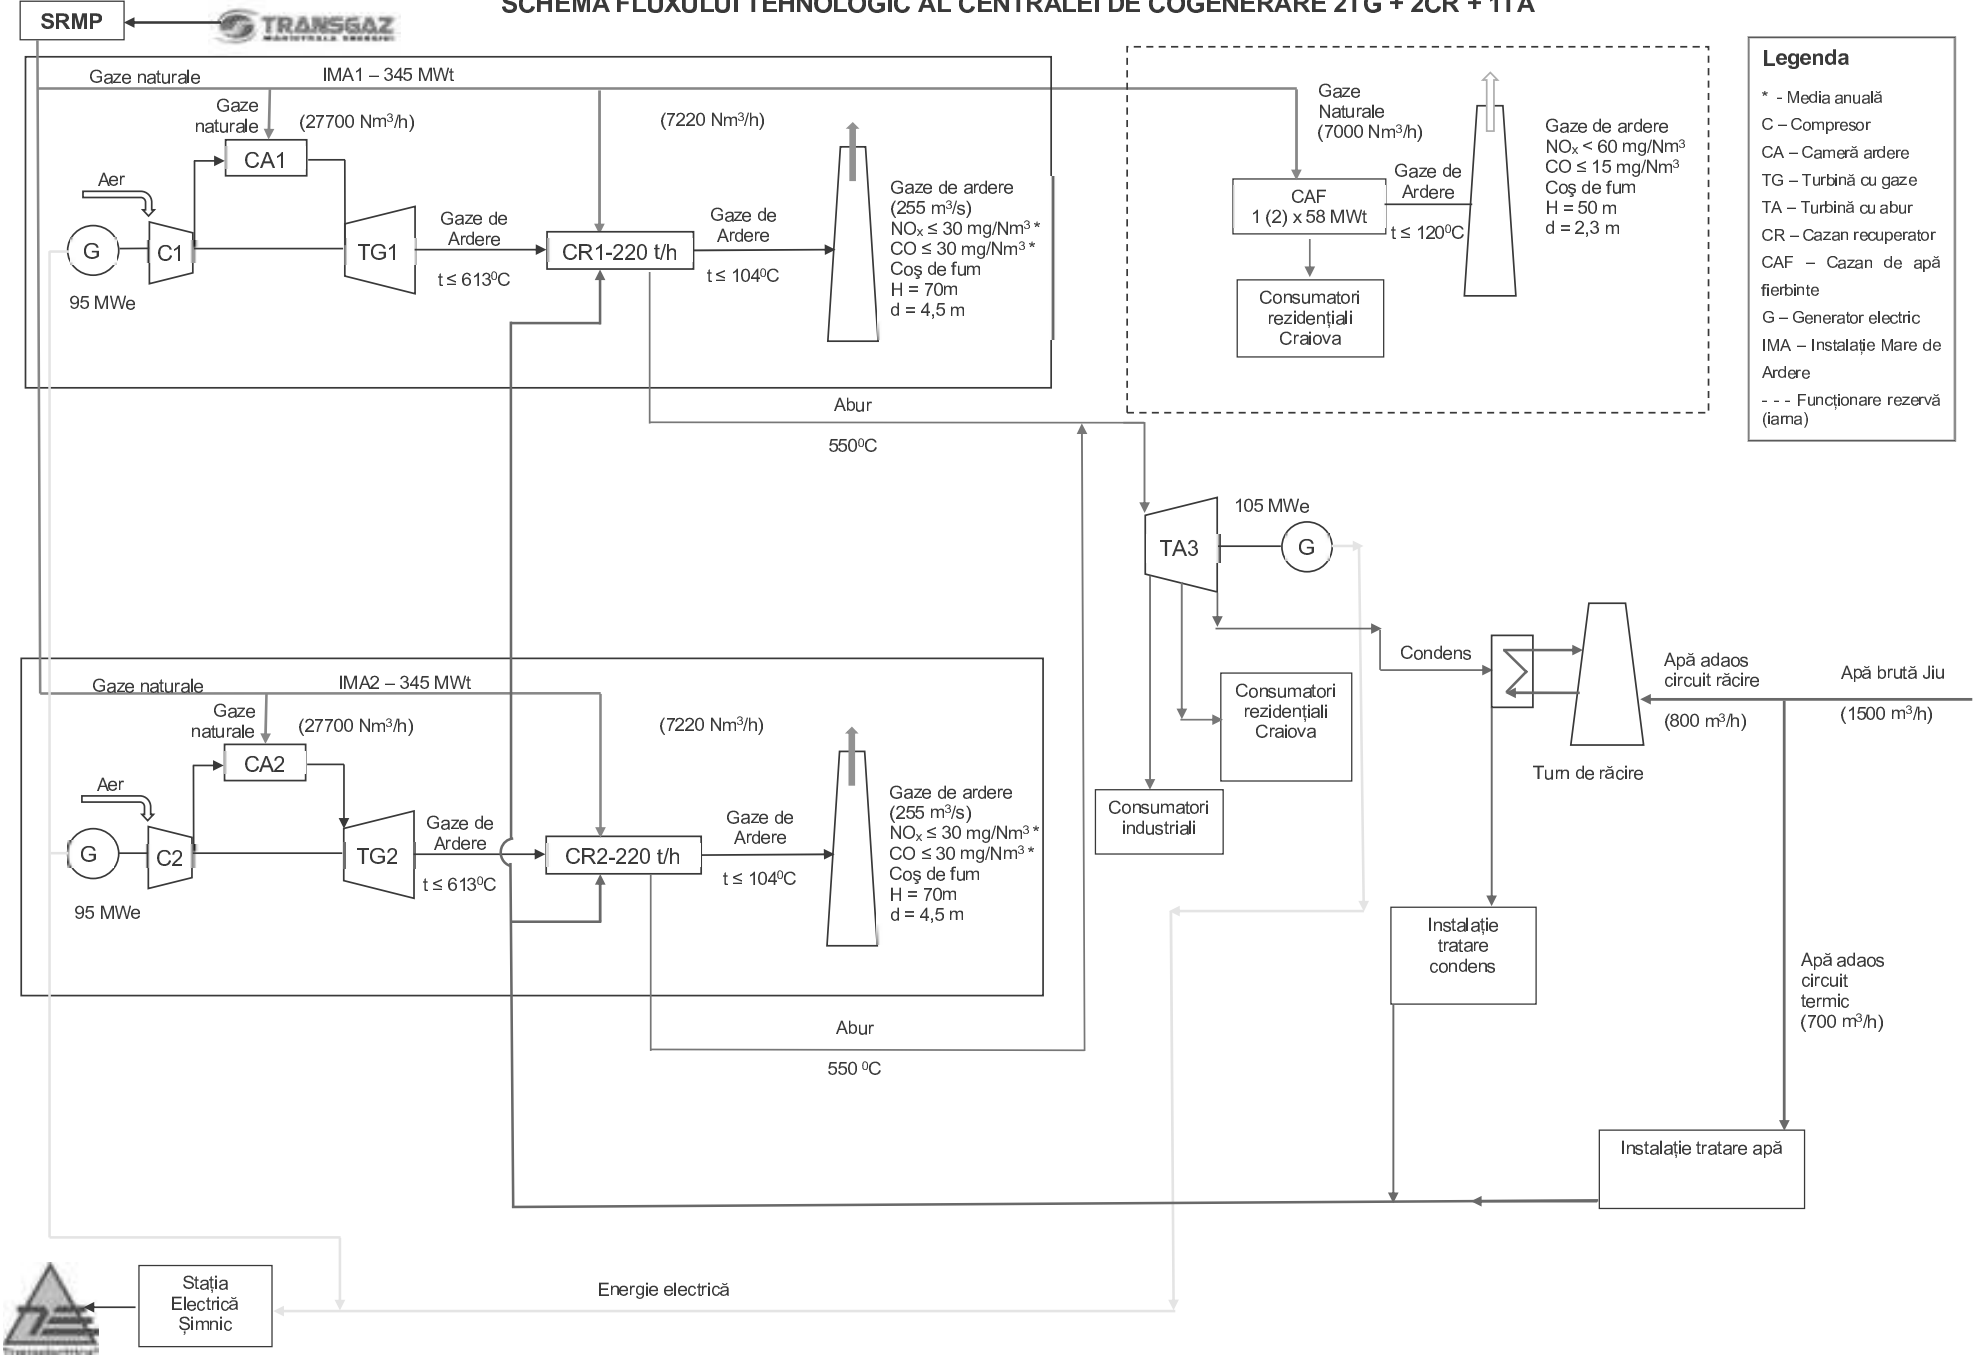 SCHEMA FLUXULUI TEHNOLOGIC AL CENTRALEI DE COGENERARE 2TG + 2CR + 1TA
SRMP
TRANSGAZ
Gaze naturale
IMA1 – 345 MWt
Gaze
naturale
(27700 Nm³/h)
(7220 Nm³/h)
CA1
Aer
G
C1
TG1
95 MWe
Gaze de
Ardere
t ≤ 613⁰C
CR1-220 t/h
Gaze de
Ardere
t ≤ 104⁰C
Gaze de ardere
(255 m³/s)
NOₓ ≤ 30 mg/Nm³ *
CO ≤ 30 mg/Nm³ *
Coş de fum
H = 70m
d = 4,5 m
Gaze
Naturale
(7000 Nm³/h)
CAF
1 (2) x 58 MWt
Gaze de
Ardere
t ≤ 120⁰C
Consumatori
rezidențiali
Craiova
Gaze de ardere
NOₓ < 60 mg/Nm³
CO ≤ 15 mg/Nm³
Coş de fum
H = 50 m
d = 2,3 m
Legenda
* - Media anuală
C – Compresor
CA – Cameră ardere
TG – Turbină cu gaze
TA – Turbină cu abur
CR – Cazan recuperator
CAF – Cazan de apă
fierbinte
G – Generator electric
IMA – Instalație Mare de
Ardere
- - - Funcționare rezervă
(iarna)
Abur
550⁰C
TA3
105 MWe
G
Condens
Consumatori
rezidențiali
Craiova
Consumatori
industriali
Turn de răcire
Apă adaos
circuit răcire
(800 m³/h)
Apă brută Jiu
(1500 m³/h)
Gaze naturale
IMA2 – 345 MWt
Gaze
naturale
(27700 Nm³/h)
(7220 Nm³/h)
CA2
Aer
G
C2
TG2
95 MWe
Gaze de
Ardere
t ≤ 613⁰C
CR2-220 t/h
Gaze de
Ardere
t ≤ 104⁰C
Gaze de ardere
(255 m³/s)
NOₓ ≤ 30 mg/Nm³ *
CO ≤ 30 mg/Nm³ *
Coş de fum
H = 70m
d = 4,5 m
Abur
550 ⁰C
Instalație
tratare
condens
Apă adaos
circuit
termic
(700 m³/h)
Instalație tratare apă
Stația
Electrică
Șimnic
Energie electrică